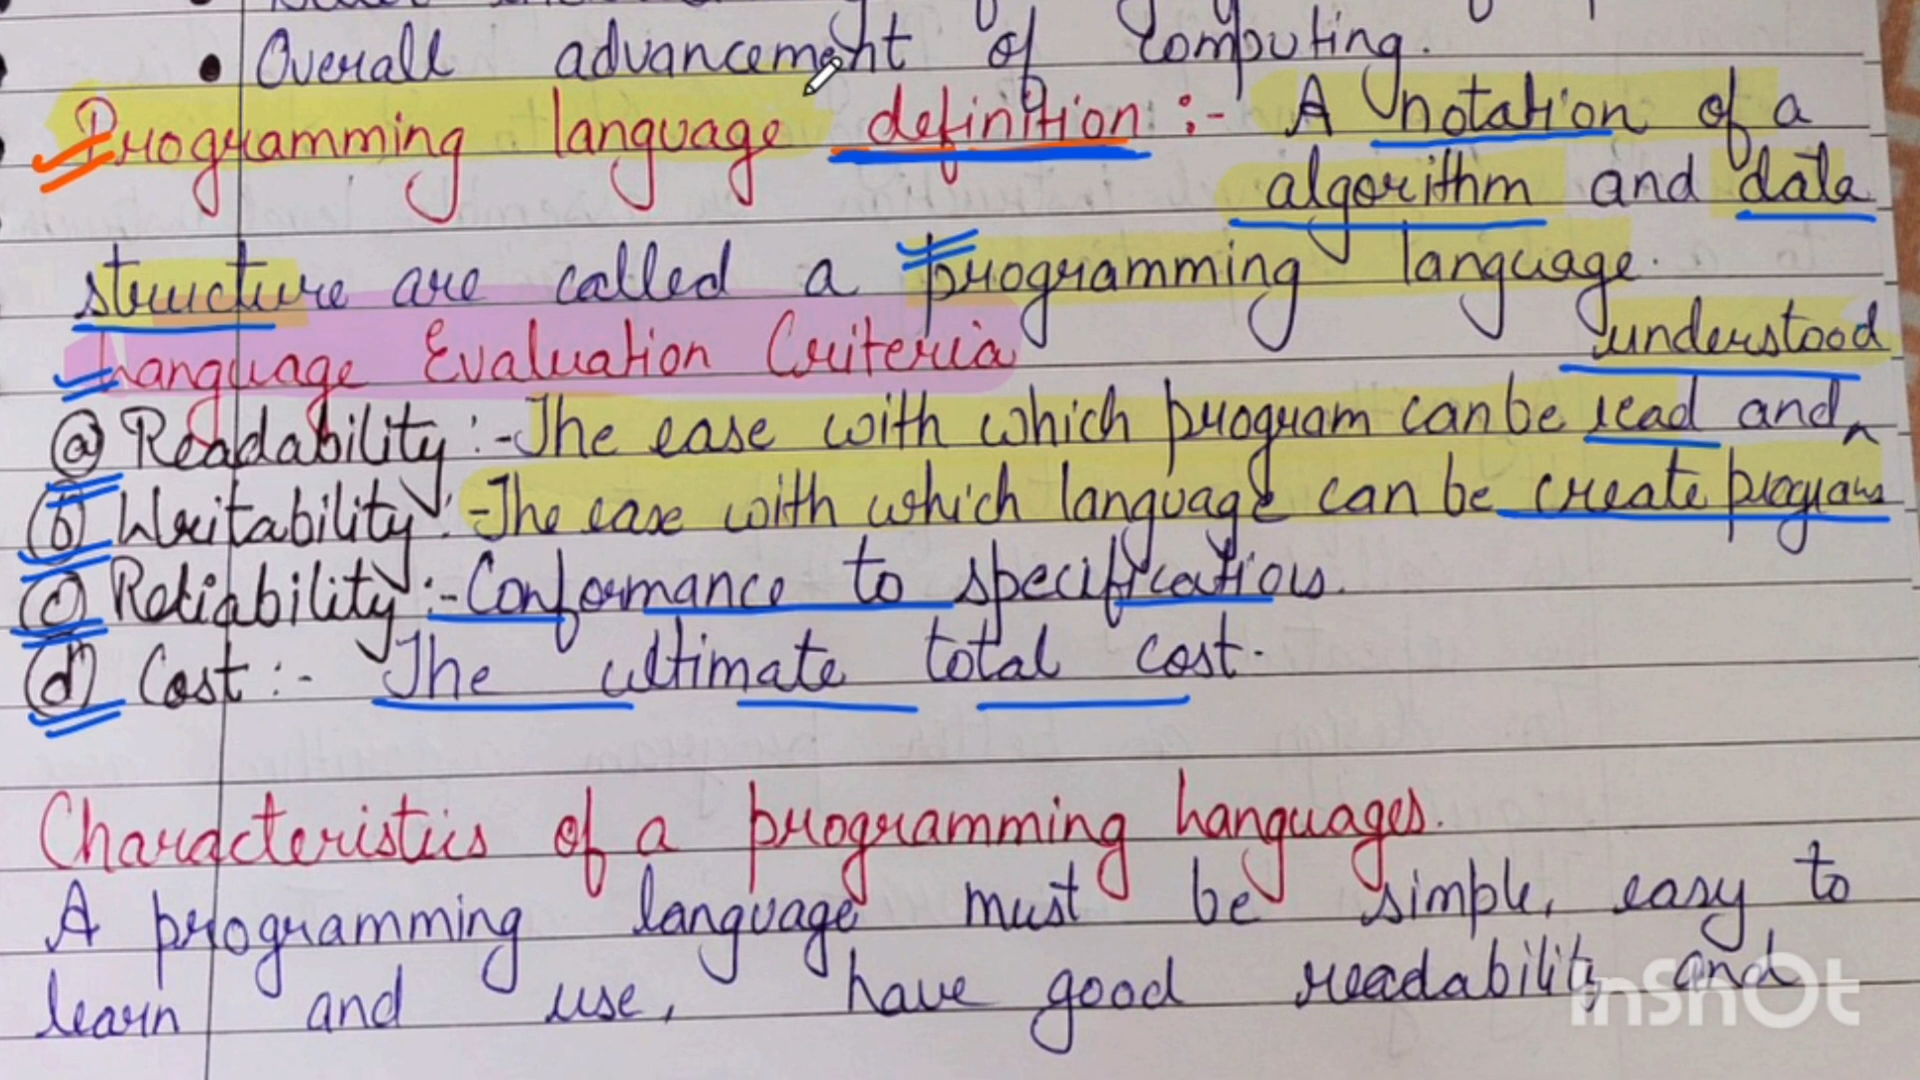 • Overall advancement of computing.
Programming language definition :- A notation of a
algorithm and data
structure are called a programming language.
Language Evaluation Criteria
understood
(a) Readability :- The ease with which program can be read and ^
(b) Writability :- The ease with which language can be create programs
(c) Reliability :- Conformance to specifications.
(d) Cost :- The ultimate total cost.
Characteristics of a programming Languages.
A programming language must be simple, easy to
learn and use, have good readability and
InShOt